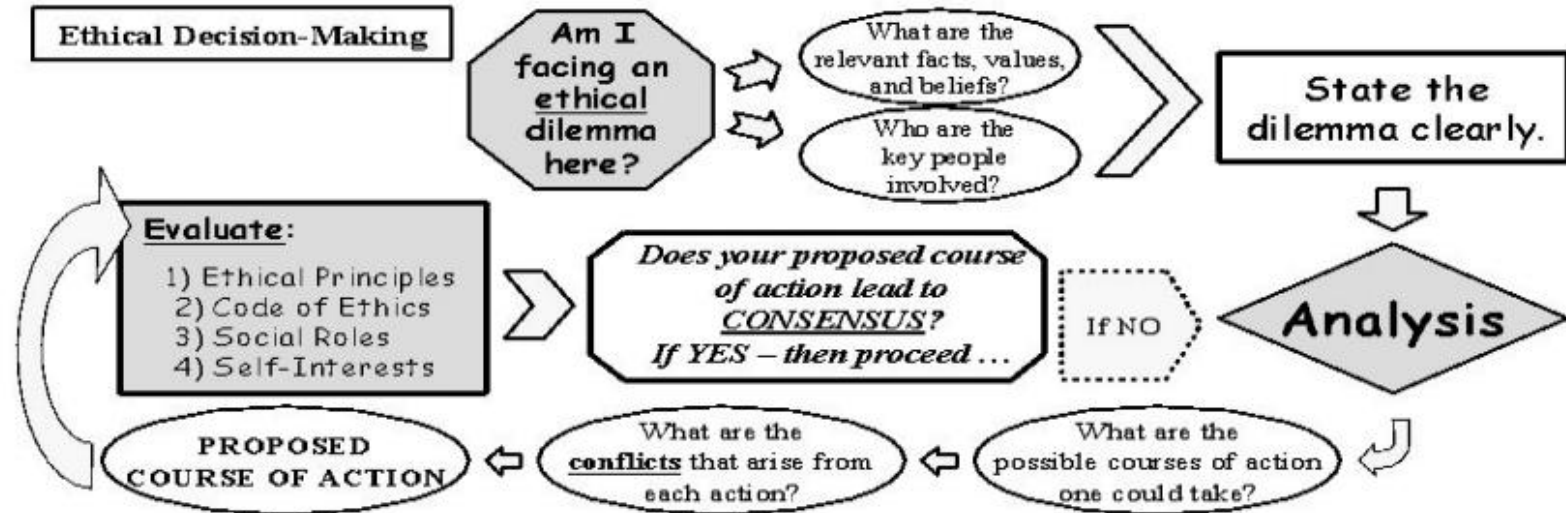 Ethical Decision-Making
Am I
facing an
ethical
dilemma
here?
What are the
relevant facts, values,
and beliefs?
Who are the
key people
involved?
State the
dilemma clearly.
Analysis
What are the
possible courses of action
one could take?
What are the
conflicts that arise from
each action?
PROPOSED
COURSE OF ACTION
Evaluate:
1) Ethical Principles
2) Code of Ethics
3) Social Roles
4) Self-Interests
Does your proposed course
of action lead to
CONSENSUS?
If YES – then proceed …
If NO